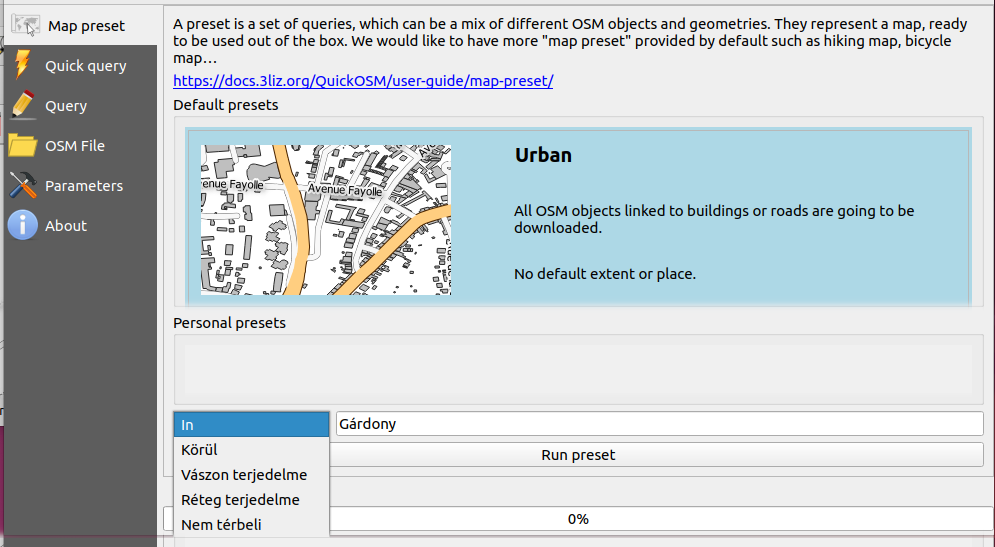 Map preset
Quick query
Query
OSM File
Parameters
About
A preset is a set of queries, which can be a mix of different OSM objects and geometries. They represent a map, ready
to be used out of the box. We would like to have more "map preset" provided by default such as hiking map, bicycle
map…
https://docs.3liz.org/QuickOSM/user-guide/map-preset/
Default presets
venue Fayolle
Avenue Fayolle
Urban
All OSM objects linked to buildings or roads are going to be
downloaded.
No default extent or place.
Personal presets
In
Gárdony
Körül
Run preset
Vászon terjedelme
Réteg terjedelme
Nem térbeli
0%